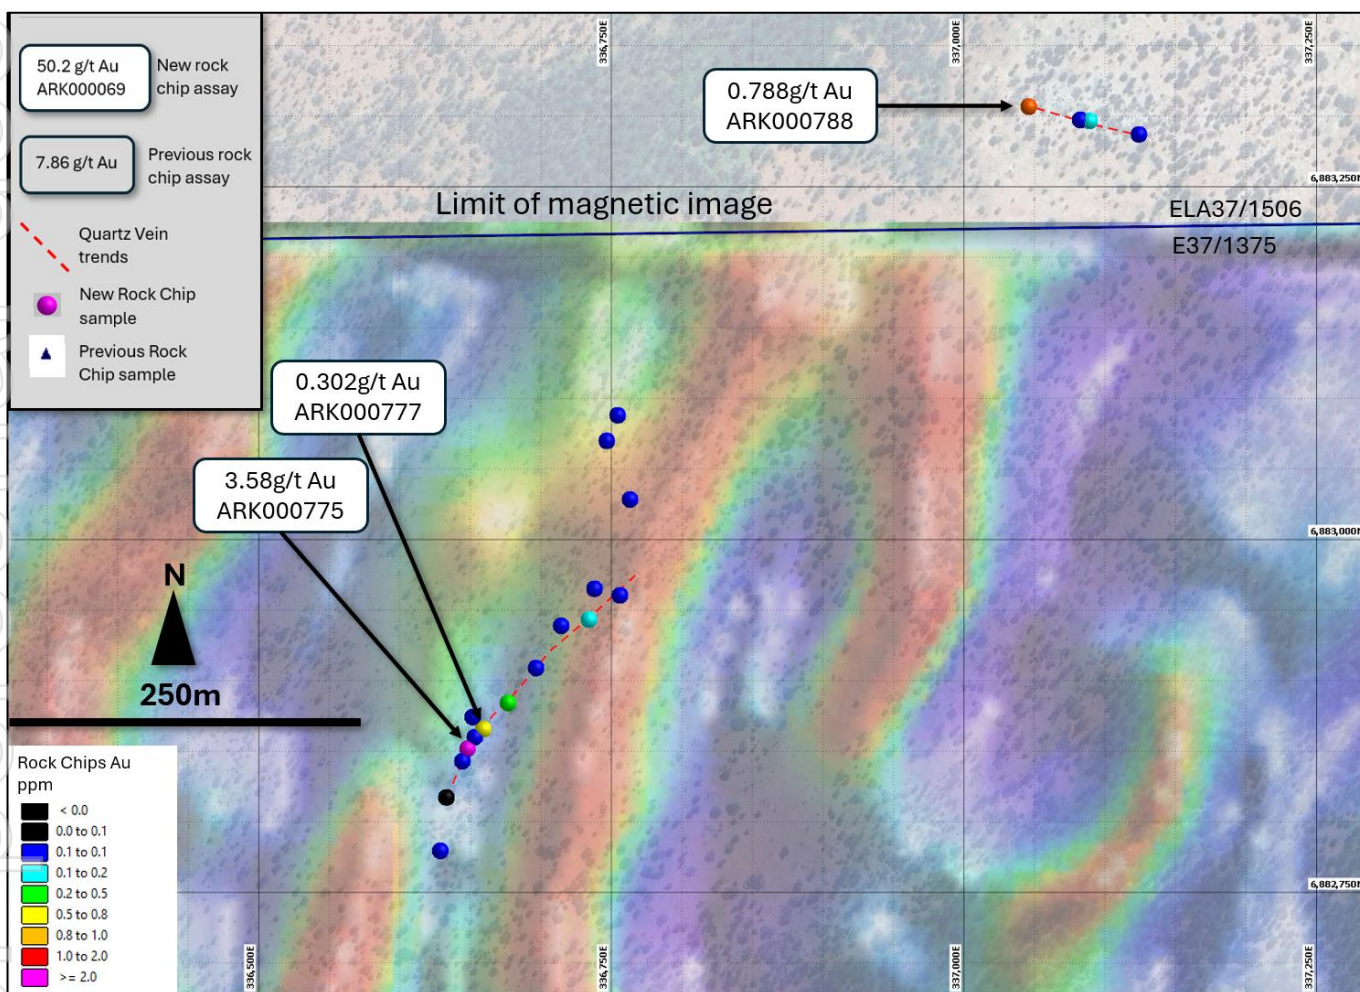 50.2 g/t Au
ARK000069
New rock
chip assay
7.86 g/t Au
Previous rock
chip assay
Quartz Vein
trends
New Rock Chip
sample
Previous Rock
Chip sample
336,750E
337,000E
337,250E
0.788g/t Au
ARK000788
6,883,250N
Limit of magnetic image
ELA37/1506
E37/1375
0.302g/t Au
ARK000777
3.58g/t Au
ARK000775
6,883,000N
N
250m
Rock Chips Au
ppm
< 0.0
0.0 to 0.1
0.1 to 0.1
0.1 to 0.2
0.2 to 0.5
0.5 to 0.8
0.8 to 1.0
1.0 to 2.0
>= 2.0
6,882,750N
336,500E
336,750E
337,000E
337,250E